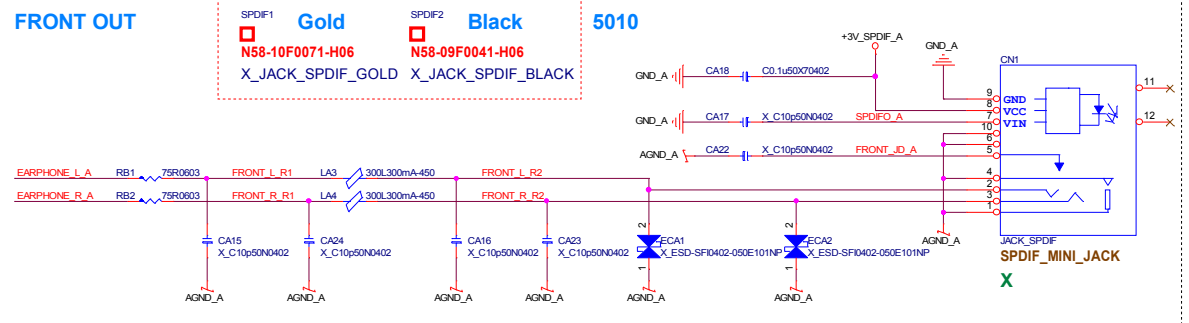 FRONT OUT
SPDIF1
Gold
SPDIF2
Black
5010
N58-10F0071-H06
N58-09F0041-H06
X_JACK_SPDIF_GOLD
X_JACK_SPDIF_BLACK
+3V_SPDIF_A
GND_A
CN1
GND_A
CA18
C0.1u50X70402
11
9
GND
8
VCC
GND_A
CA17
X_C10p50N0402
SPDIFO_A
7
VIN
12
10
6
AGND_A
CA22
X_C10p50N0402
FRONT_JD_A
5
EARPHONE_L_A
RB1
75R0603
FRONT_L_R1
LA3
300L300mA-450
FRONT_L_R2
4
2
EARPHONE_R_A
RB2
75R0603
FRONT_R_R1
LA4
300L300mA-450
FRONT_R_R2
3
1
2
2
CA15
X_C10p50N0402
CA24
X_C10p50N0402
CA16
X_C10p50N0402
CA23
X_C10p50N0402
ECA1
X_ESD-SFI0402-050E101NP
ECA2
X_ESD-SFI0402-050E101NP
AGND_A
JACK_SPDIF
SPDIF_MINI_JACK
1
1
X
AGND_A
AGND_A
AGND_A
AGND_A
AGND_A
AGND_A